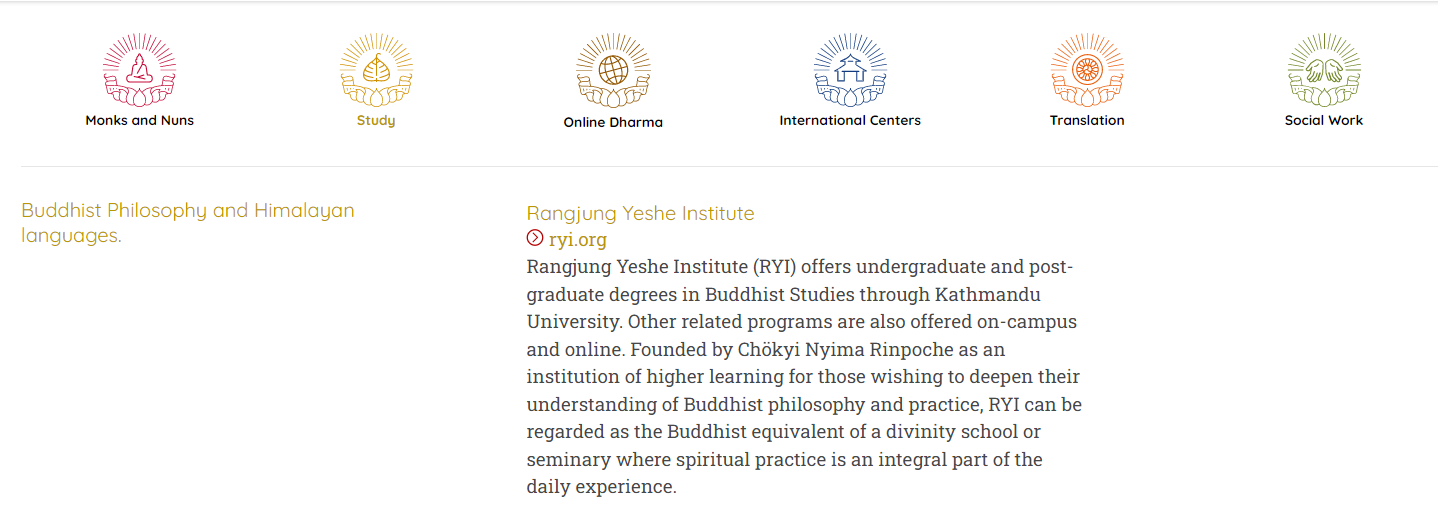 Monks and Nuns
Study
Online Dharma
International Centers
Translation
Social Work
Buddhist Philosophy and Himalayan
languages.
Rangjung Yeshe Institute
ryi.org
Rangjung Yeshe Institute (RYI) offers undergraduate and post-
graduate degrees in Buddhist Studies through Kathmandu
University. Other related programs are also offered on-campus
and online. Founded by Chökyi Nyima Rinpoche as an
institution of higher learning for those wishing to deepen their
understanding of Buddhist philosophy and practice, RYI can be
regarded as the Buddhist equivalent of a divinity school or
seminary where spiritual practice is an integral part of the
daily experience.